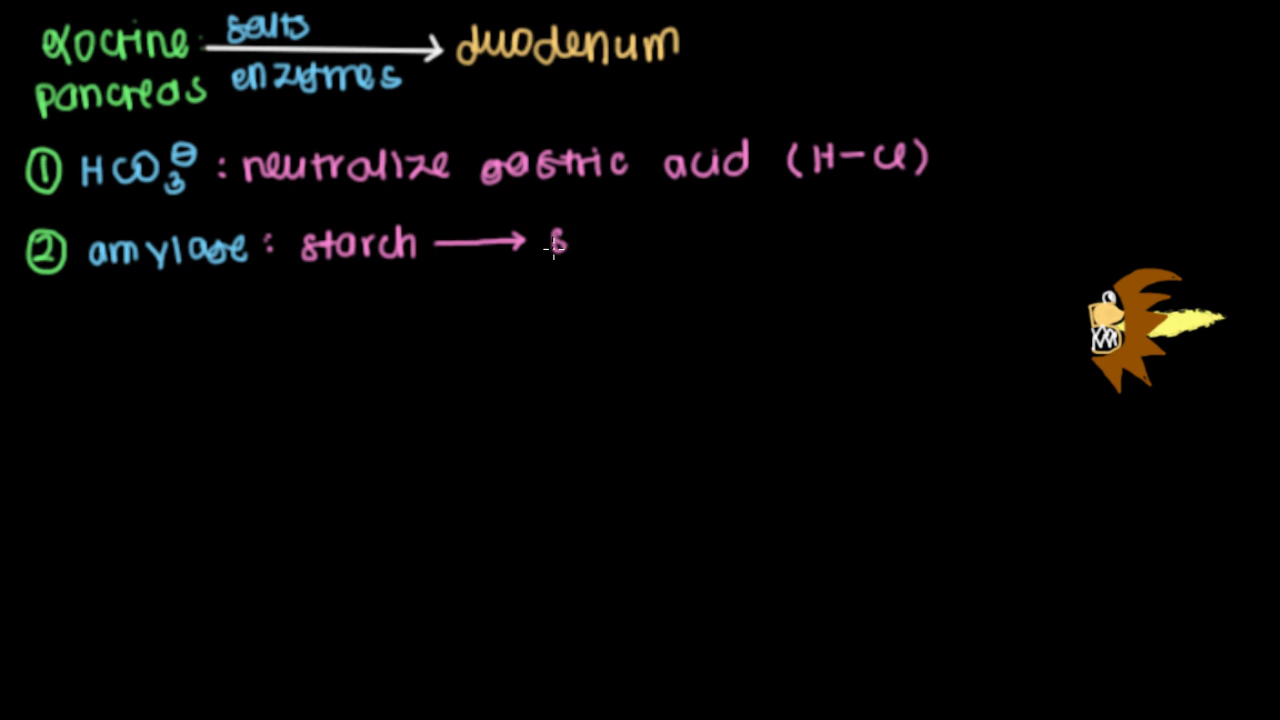 exocrine salts → duodenum
pancreas enzymes
① HCO₃⊖ : neutralize gastric acid (H-Cl)
② amylase: starch → s